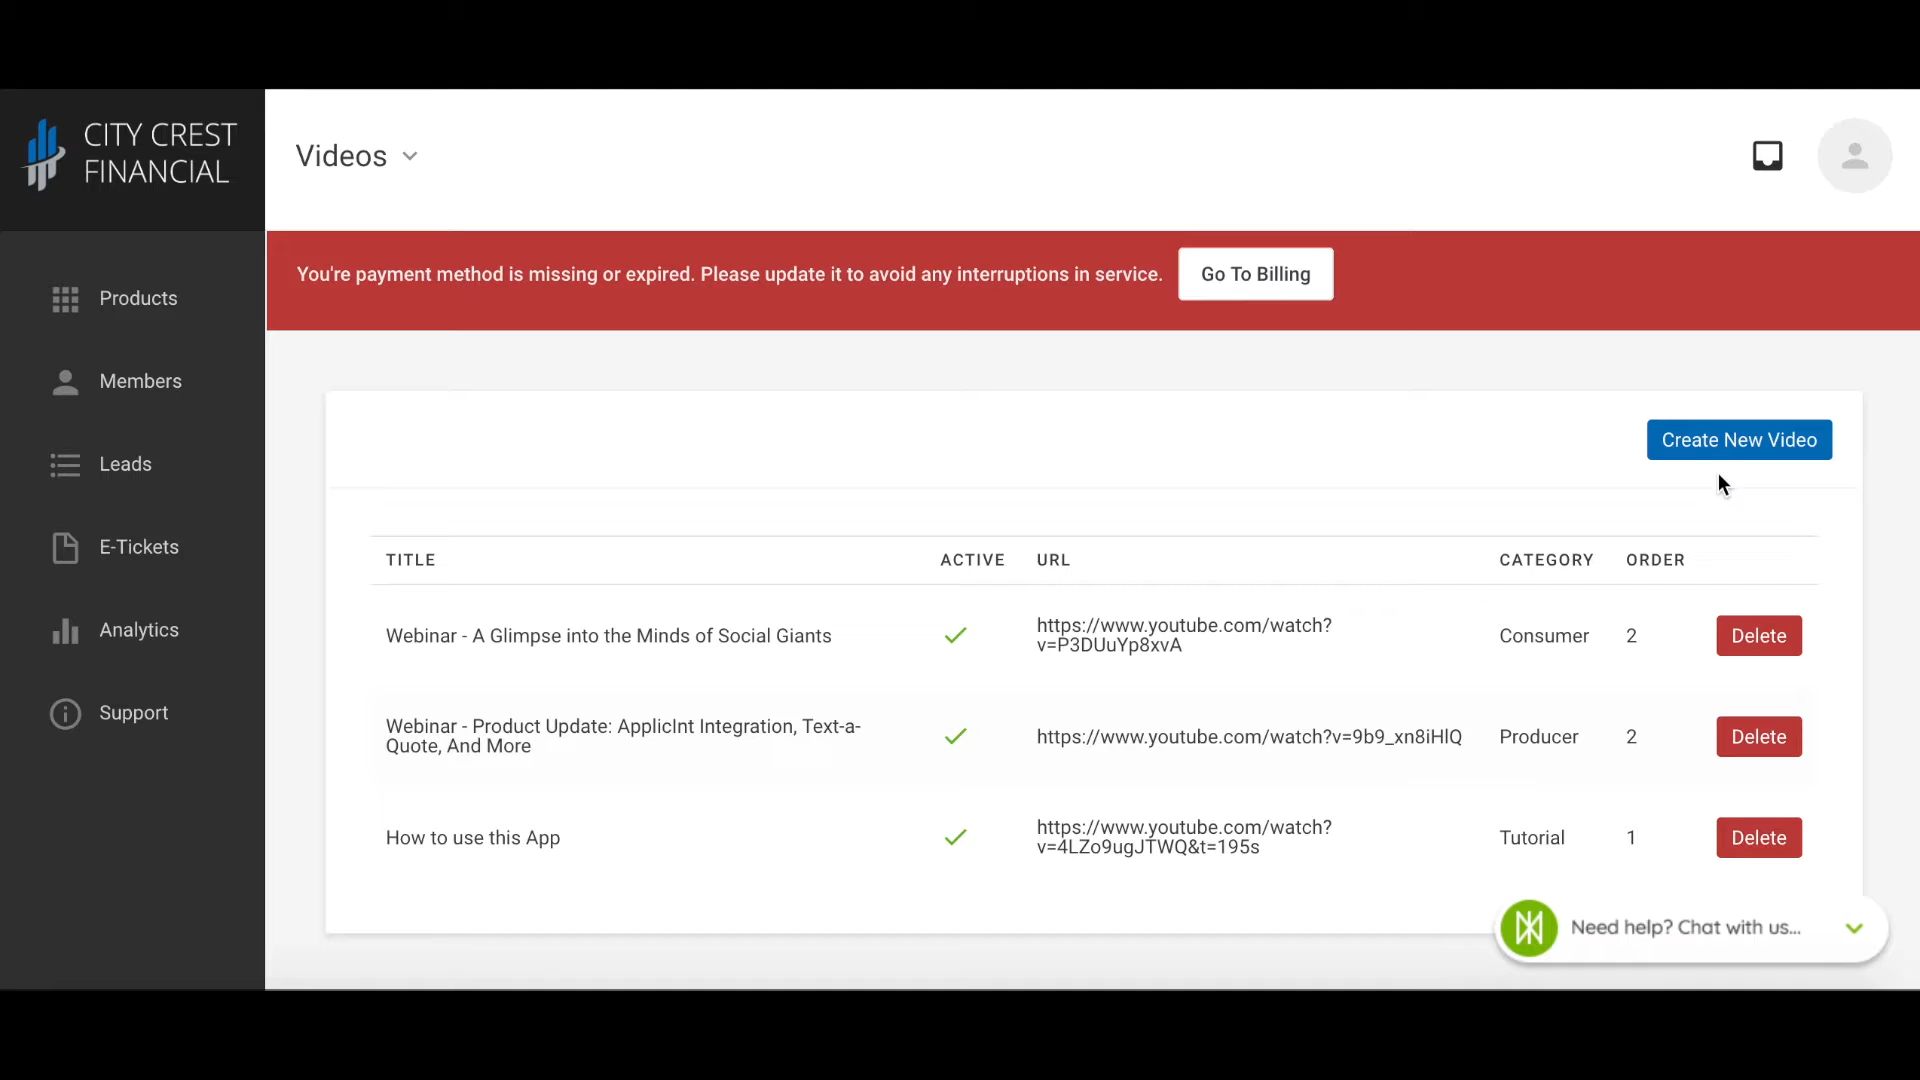 CITY CREST
FINANCIAL
Videos
You're payment method is missing or expired. Please update it to avoid any interruptions in service.
Go To Billing
Products
Members
Leads
E-Tickets
Analytics
Support
Create New Video
TITLE ACTIVE URL CATEGORY ORDER
Webinar - A Glimpse into the Minds of Social Giants
https://www.youtube.com/watch?
v=P3DUuYp8xvA
Consumer 2 Delete
Webinar - Product Update: ApplicInt Integration, Text-a-
Quote, And More
https://www.youtube.com/watch?v=9b9_xn8iHlQ
Producer 2 Delete
How to use this App
https://www.youtube.com/watch?
v=4LZo9ugJTWQ&t=195s
Tutorial 1 Delete
Need help? Chat with us...